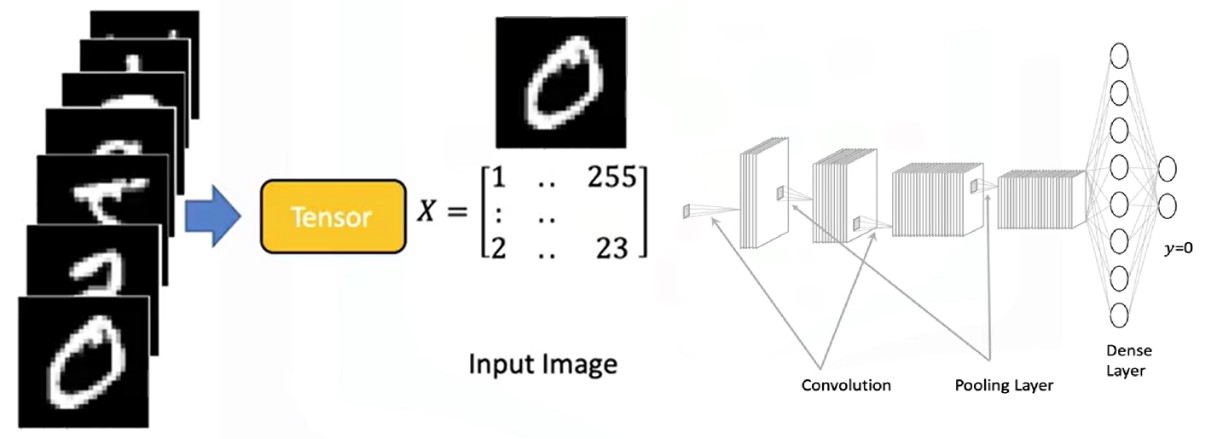 Tensor
X = [1 .. 255
: ..
2 .. 23]
Input Image
Convolution
Pooling Layer
Dense
Layer
y=0